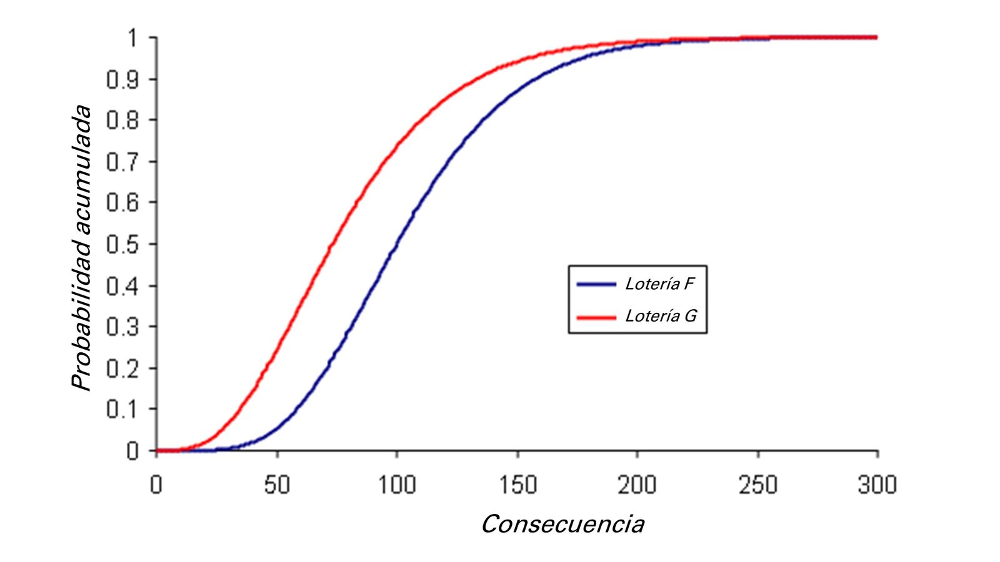 Probabilidad acumulada
1
0.9
0.8
0.7
0.6
0.5
0.4
0.3
0.2
0.1
0
Lotería F
Lotería G
0 50 100 150 200 250 300
Consecuencia